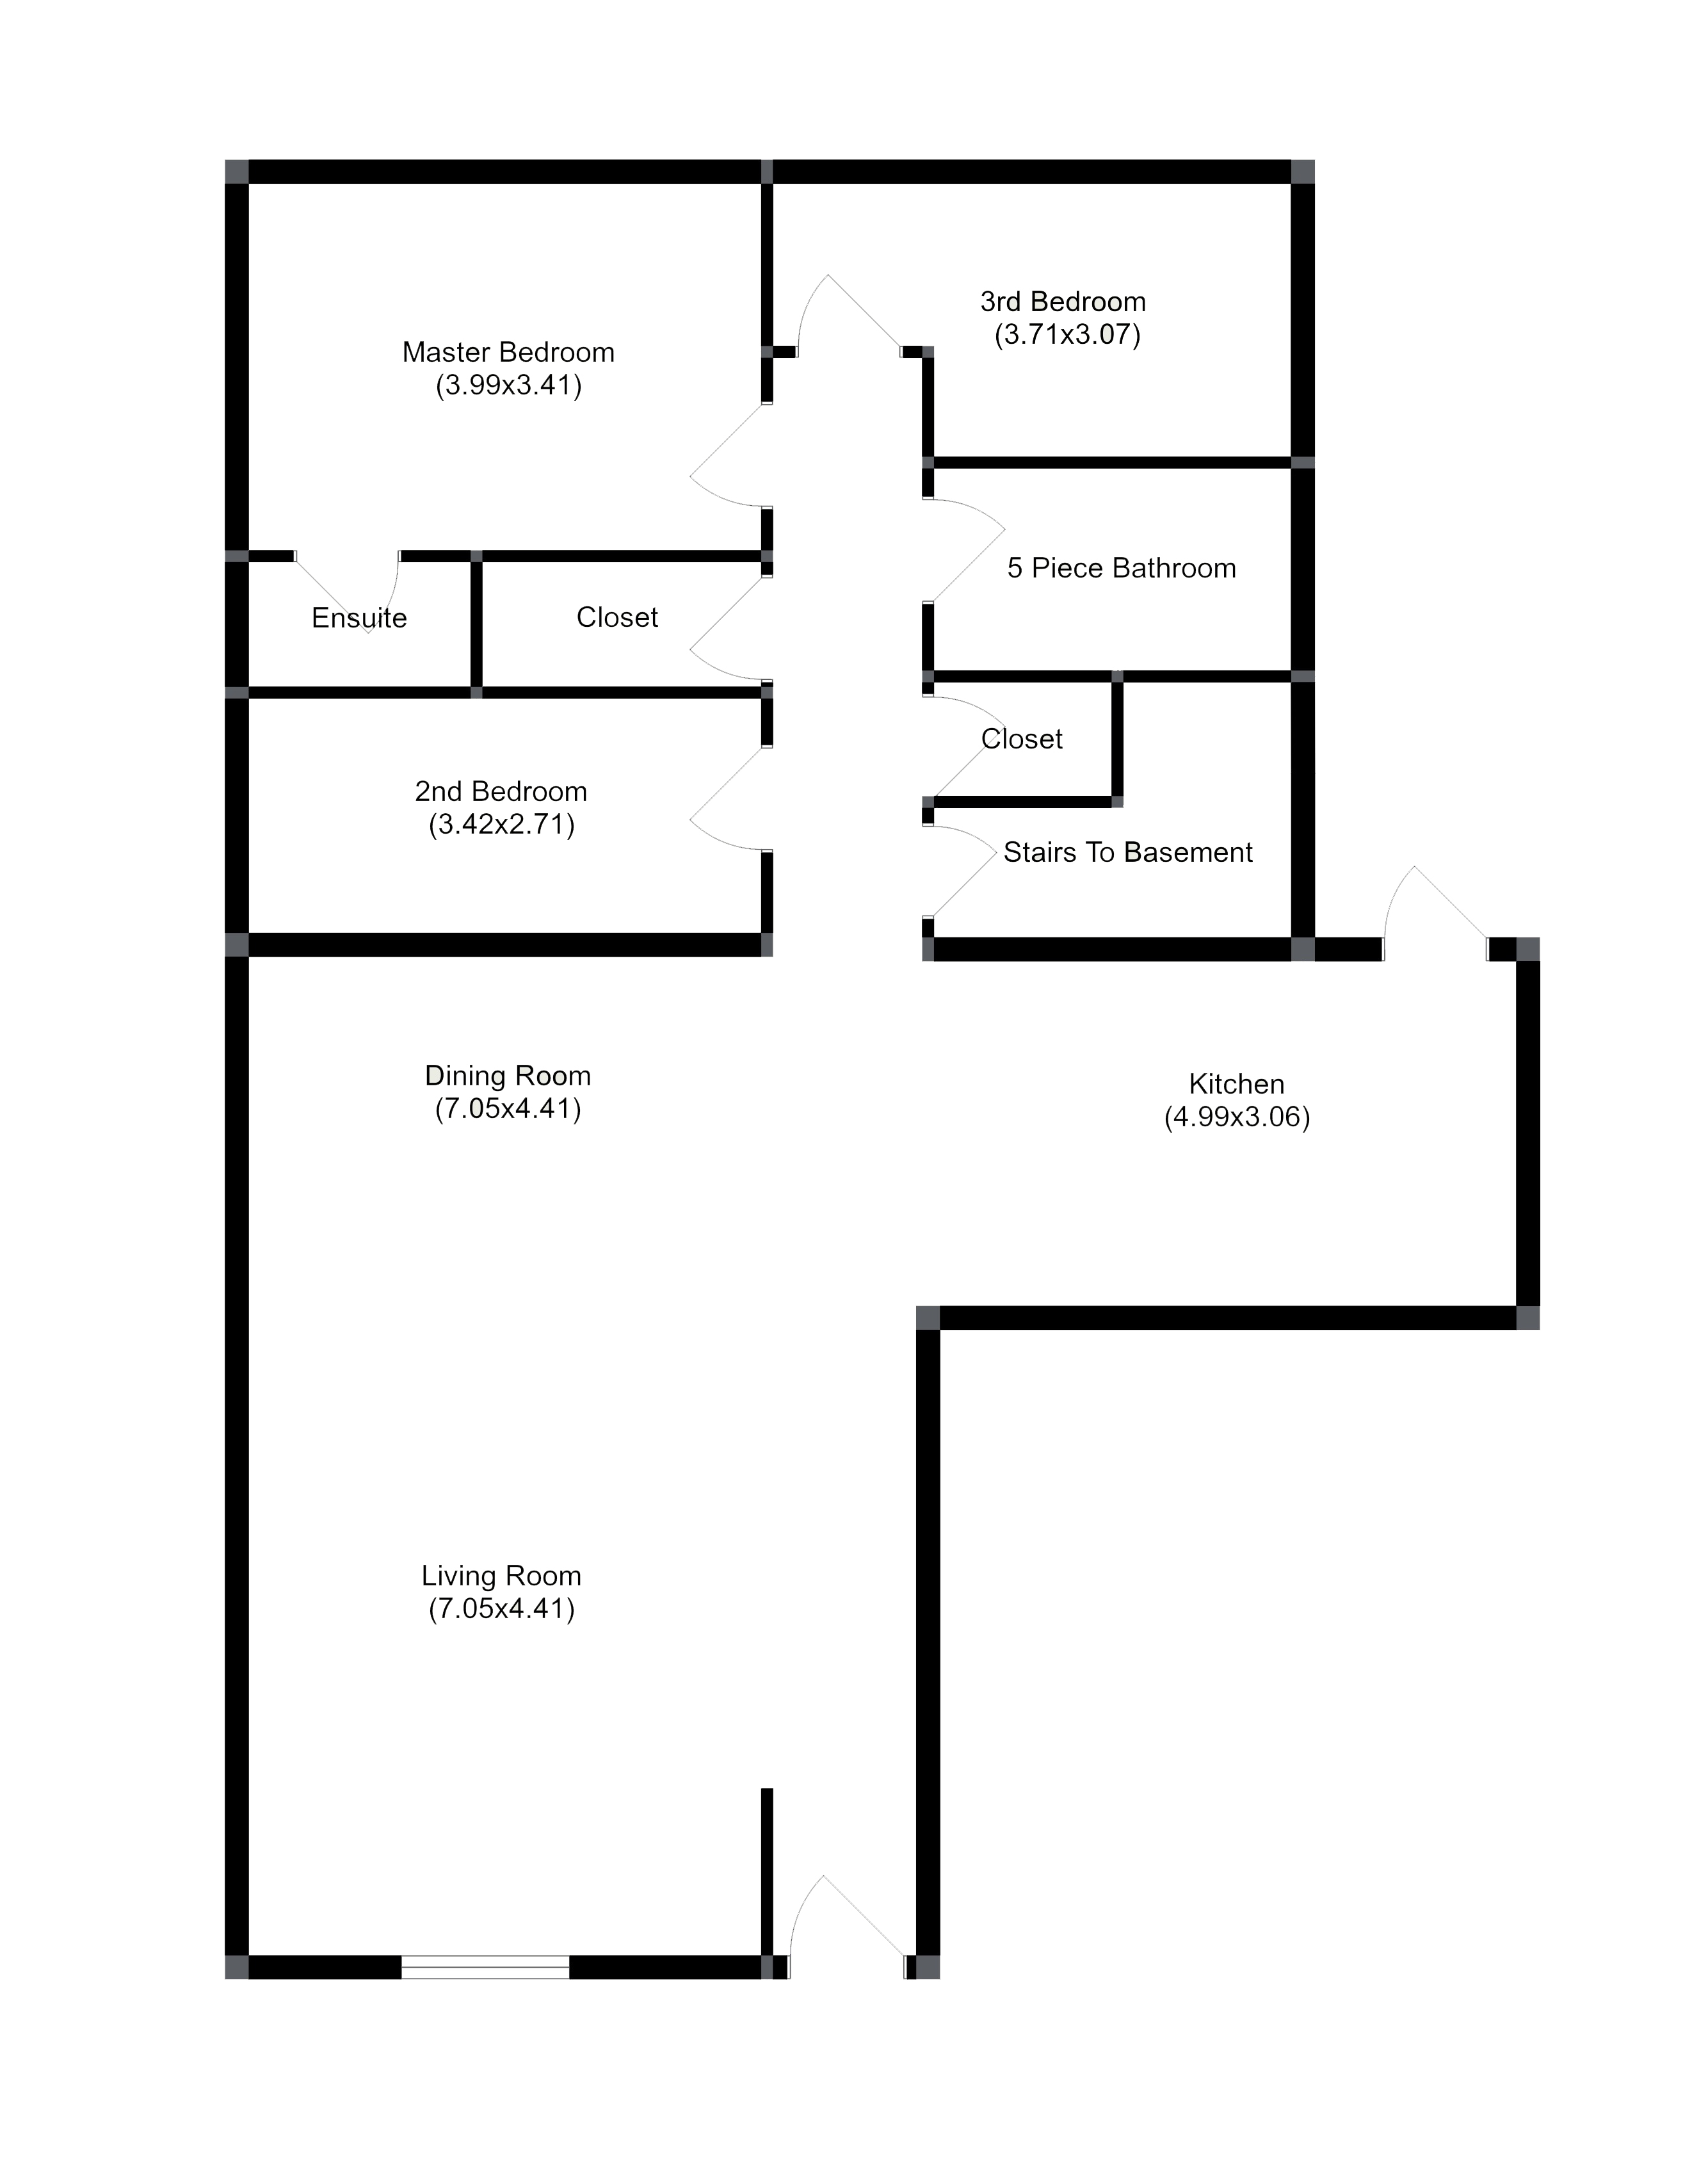 3rd Bedroom
(3.71x3.07)
Master Bedroom
(3.99x3.41)
5 Piece Bathroom
Ensuite
Closet
Closet
2nd Bedroom
(3.42x2.71)
Stairs To Basement
Dining Room
(7.05x4.41)
Kitchen
(4.99x3.06)
Living Room
(7.05x4.41)